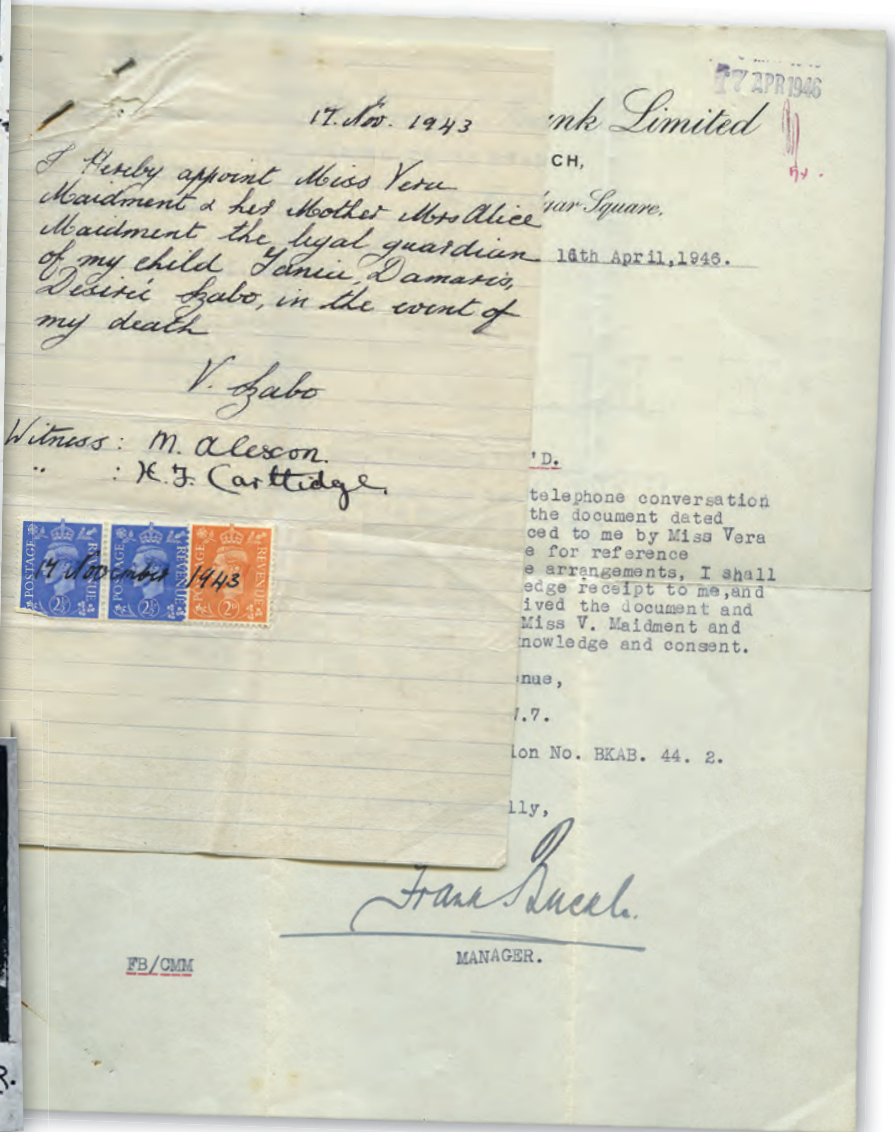 17. Nov. 1943
I Hereby appoint Miss Vera
Maidment & her Mother Mrs Alice
Maidment the legal guardian
of my child Tania, Damaris,
Desireé Szabo, in the event of
my death
V. Szabo
Witness: M. Alexon.
" : H.F. Carttidge.
POSTAGE REVENUE 2½D POSTAGE REVENUE 2½D POSTAGE REVENUE 2D
17 November 1943
17 APR 1946
nk Limited
CH,
gar Square,
16th April, 1946.
'D.
telephone conversation
the document dated
ced to me by Miss Vera
e for reference
e arrangements, I shall
edge receipt to me, and
ived the document and
Miss V. Maidment and
nowledge and consent.
nue,
.7.
ion No. BKAB. 44. 2.
lly,
Frank
MANAGER.
FB/CMM
R.